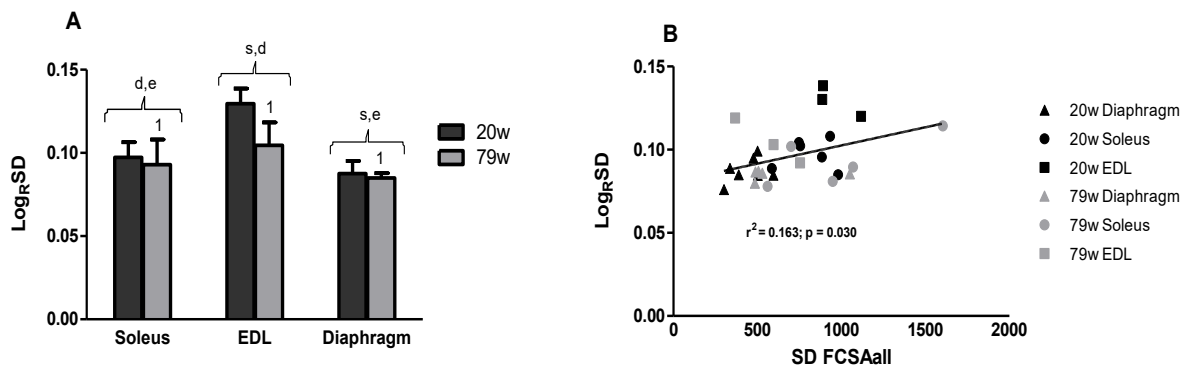 A
Log_RSD
0.15
0.10
0.05
0.00
d,e
1
s,d
1
s,e
1
Soleus
EDL
Diaphragm
20w
79w
B
Log_RSD
0.15
0.10
0.05
0.00
r² = 0.163; p = 0.030
0
500
1000
1500
2000
SD FCSAall
20w Diaphragm
20w Soleus
20w EDL
79w Diaphragm
79w Soleus
79w EDL